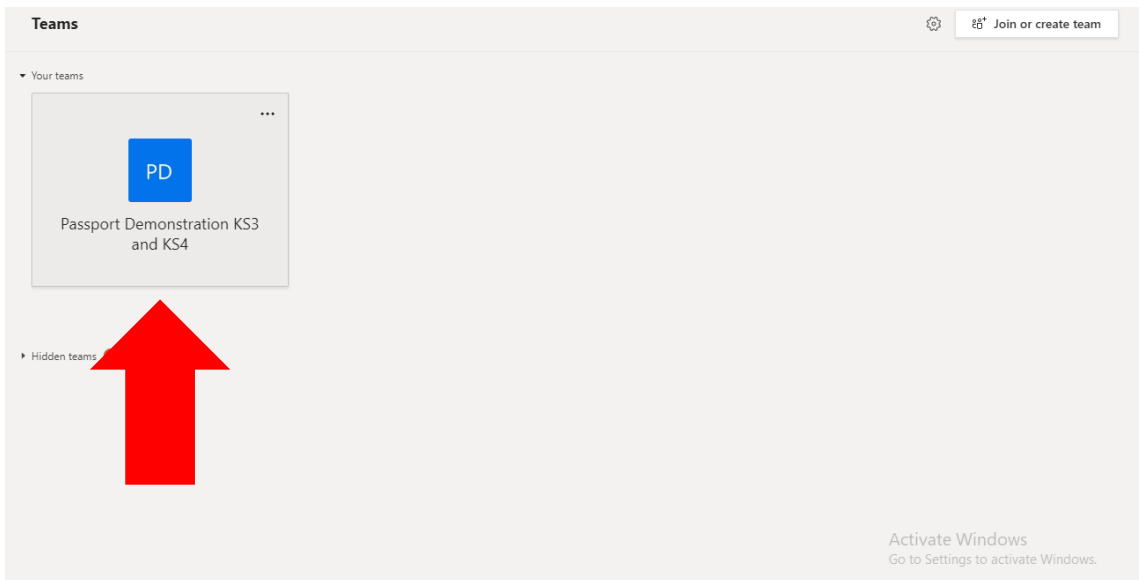 Teams
Join or create team
Your teams
...
PD
Passport Demonstration KS3
and KS4
Hidden teams
Activate Windows
Go to Settings to activate Windows.